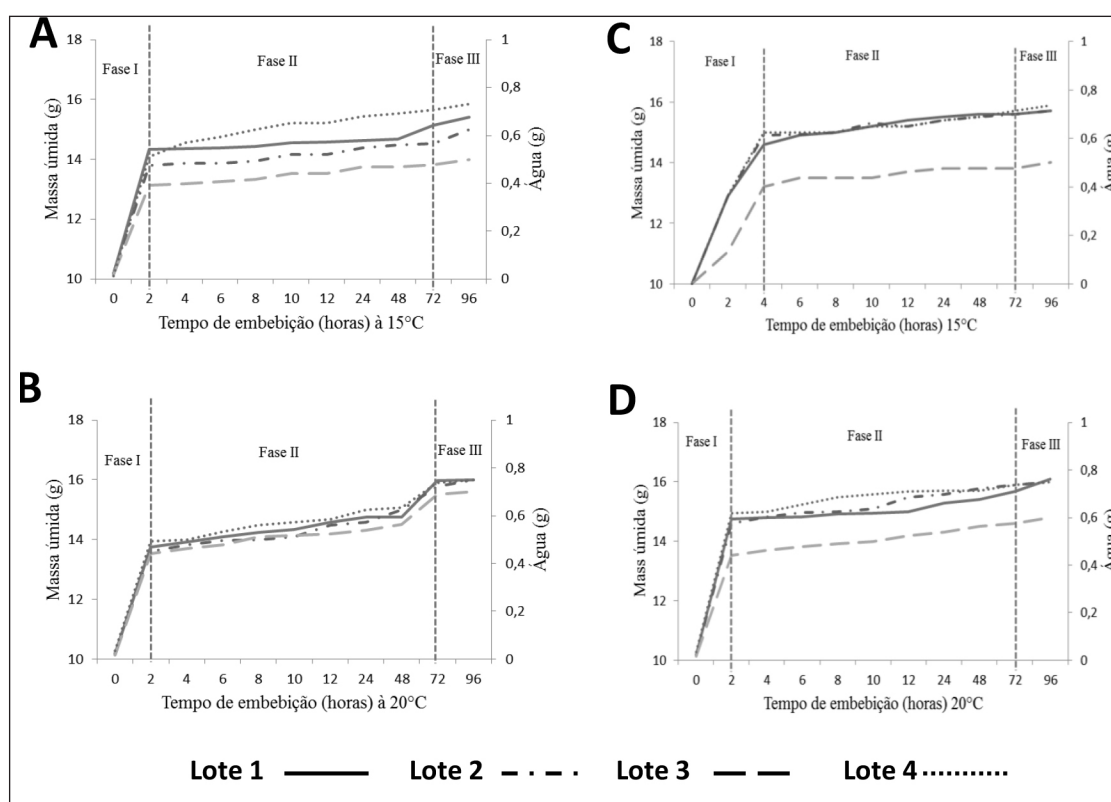 A
18
16
14
12
10
Massa úmida (g)
Fase I
Fase II
Fase III
1
0,8
0,6
0,4
0,2
0
Água (g)
0 2 4 6 8 10 12 24 48 72 96
Tempo de embebição (horas) à 15°C
C
18
16
14
12
10
Massa úmida (g)
Fase I
Fase II
Fase III
1
0,8
0,6
0,4
0,2
0
Água (g)
0 2 4 6 8 10 12 24 48 72 96
Tempo de embebição (horas) 15°C
B
18
16
14
12
10
Massa úmida (g)
Fase I
Fase II
Fase III
1
0,8
0,6
0,4
0,2
0
Água (g)
0 2 4 6 8 10 12 24 48 72 96
Tempo de embebição (horas) à 20°C
D
18
16
14
12
10
Mass úmida (g)
Fase I
Fase II
Fase III
1
0,8
0,6
0,4
0,2
0
Água (g)
0 2 4 6 8 10 12 24 48 72 96
Tempo de embebição (horas) 20°C
Lote 1 Lote 2 Lote 3 Lote 4